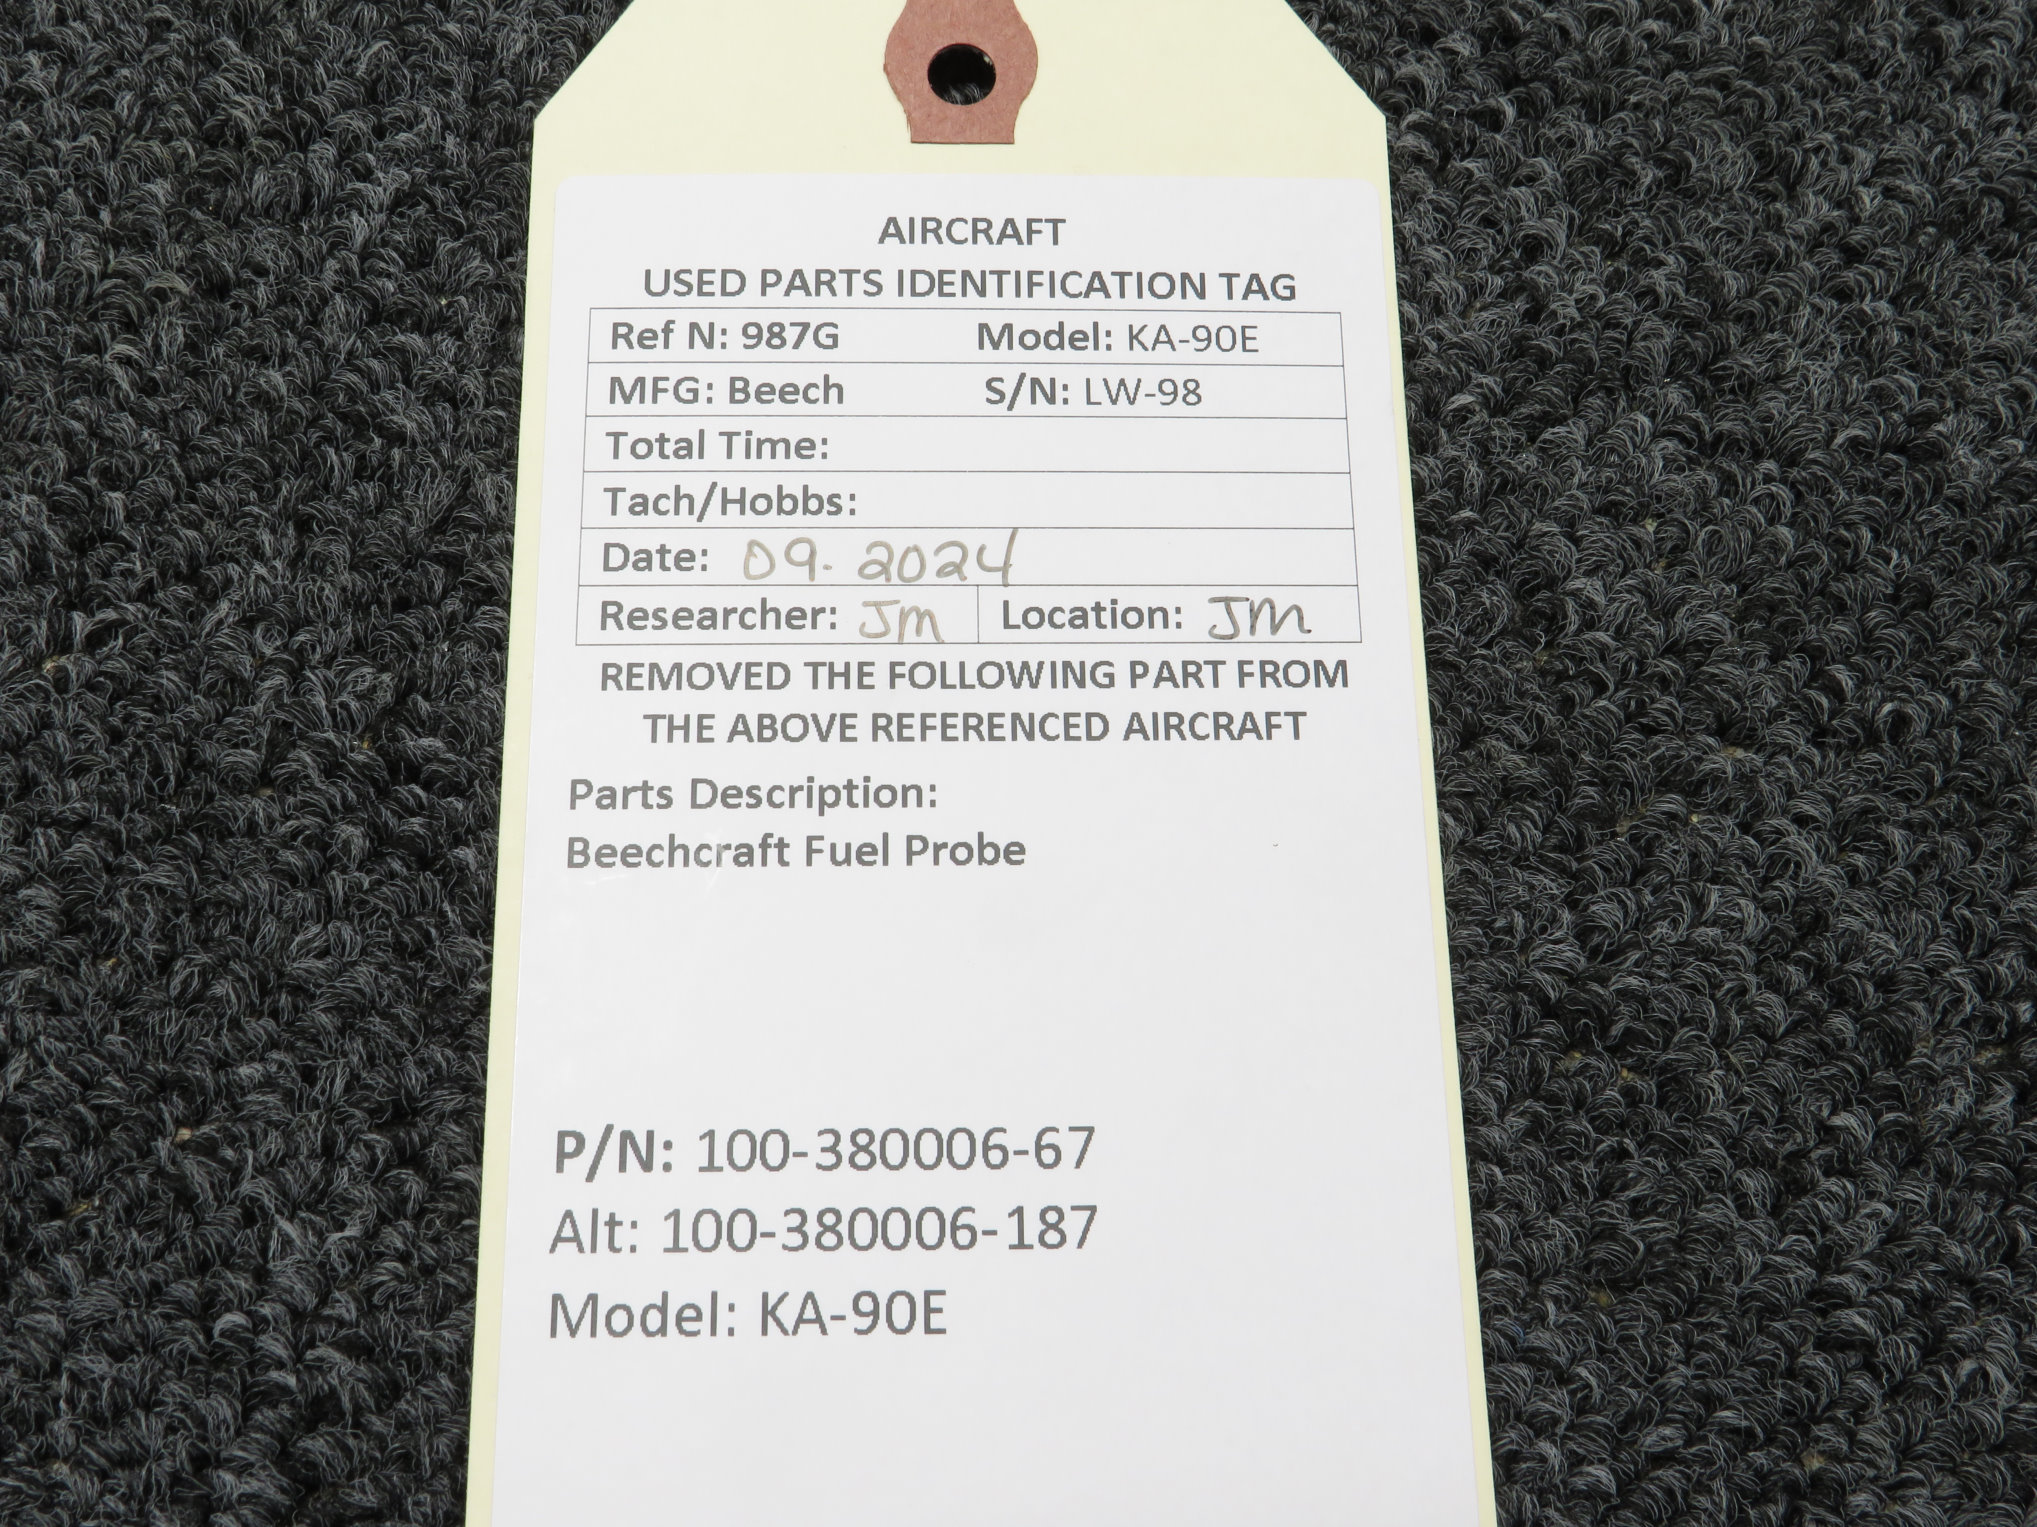 AIRCRAFT
USED PARTS IDENTIFICATION TAG
Ref N: 987G Model: KA-90E
MFG: Beech S/N: LW-98
Total Time:
Tach/Hobbs:
Date: 09.2024
Researcher: JM Location: JM
REMOVED THE FOLLOWING PART FROM
THE ABOVE REFERENCED AIRCRAFT
Parts Description:
Beechcraft Fuel Probe
P/N: 100-380006-67
Alt: 100-380006-187
Model: KA-90E